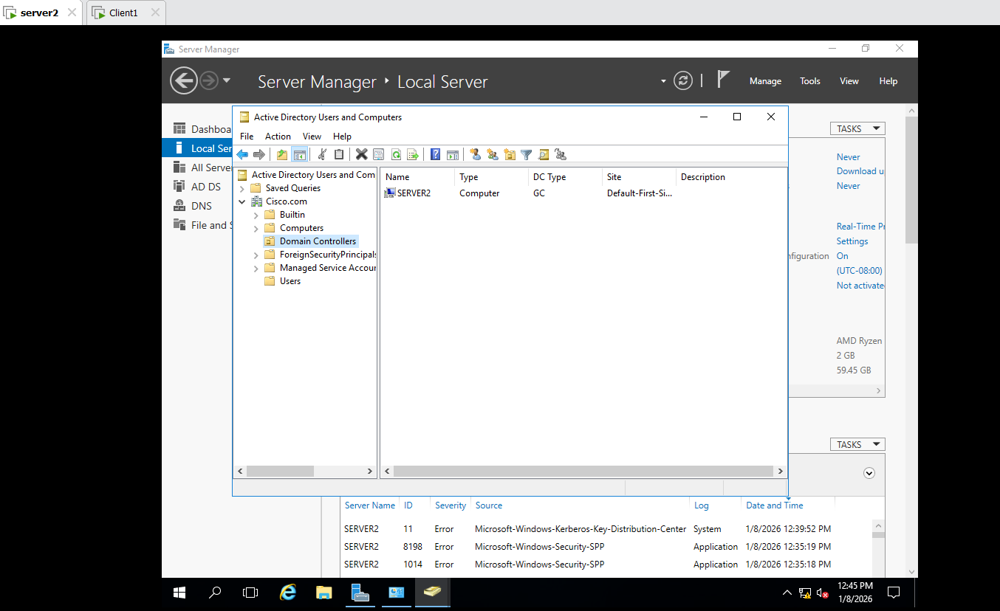 server2
Client1
Server Manager
Server Manager
Local Server
Manage
Tools
View
Help
Dashboa
Local Ser
All Serve
AD DS
DNS
File and S
Active Directory Users and Computers
File
Action
View
Help
Active Directory Users and Com
Saved Queries
Cisco.com
Builtin
Computers
Domain Controllers
ForeignSecurityPrincipals
Managed Service Accour
Users
Name
Type
DC Type
Site
Description
SERVER2
Computer
GC
Default-First-Si...
TASKS
Never
Download u
Never
Real-Time Pr
Settings
nfiguration
On
(UTC-08:00)
Not activate
AMD Ryzen
2 GB
59.45 GB
TASKS
Server Name
ID
Severity
Source
Log
Date and Time
SERVER2 11 Error Microsoft-Windows-Kerberos-Key-Distribution-Center System 1/8/2026 12:39:52 PM
SERVER2 8198 Error Microsoft-Windows-Security-SPP Application 1/8/2026 12:35:19 PM
SERVER2 1014 Error Microsoft-Windows-Security-SPP Application 1/8/2026 12:35:18 PM
12:45 PM
1/8/2026